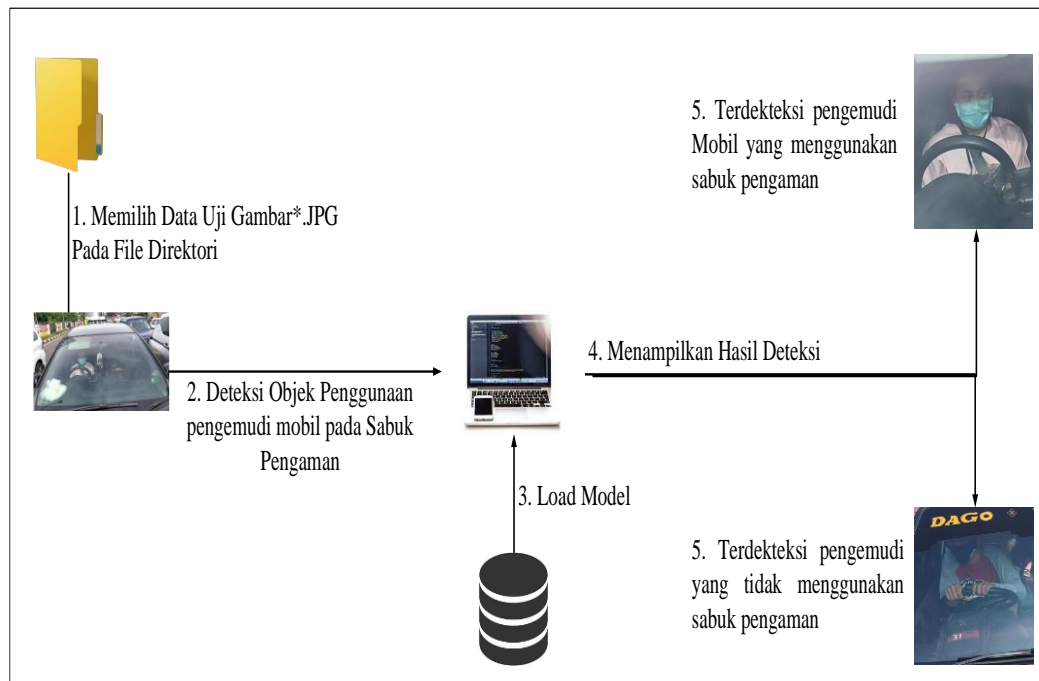 1. Memilih Data Uji Gambar*.JPG
Pada File Direktori
2. Deteksi Objek Penggunaan
pengemudi mobil pada Sabuk
Pengaman
3. Load Model
4. Menampilkan Hasil Deteksi
5. Terdekteksi pengemudi
Mobil yang menggunakan
sabuk pengaman
5. Terdekteksi pengemudi
yang tidak menggunakan
sabuk pengaman
DAGO